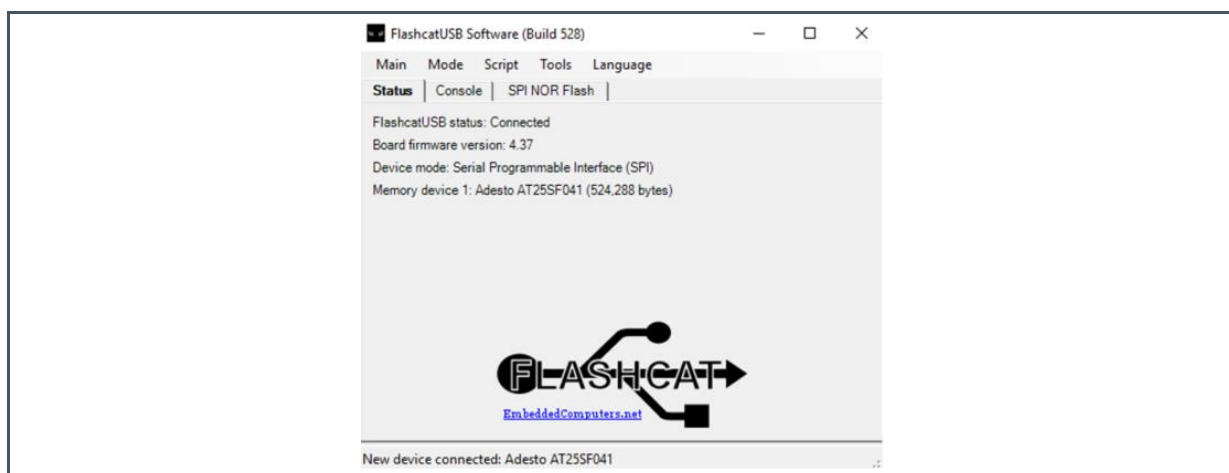 FlashcatUSB Software (Build 528)
Main Mode Script Tools Language
Status Console SPI NOR Flash
FlashcatUSB status: Connected
Board firmware version: 4.37
Device mode: Serial Programmable Interface (SPI)
Memory device 1: Adesto AT25SF041 (524,288 bytes)
FLASHCAT
EmbeddedComputers.net
New device connected: Adesto AT25SF041